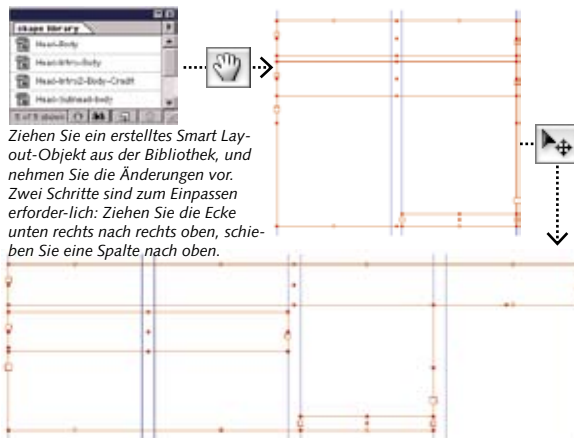 shape library
Head-Body
Head-Intro-Body
Head-Intro2-Body-Credit
Head-Subhead-body
Ziehen Sie ein erstelltes Smart Lay-
out-Objekt aus der Bibliothek, und
nehmen Sie die Änderungen vor.
Zwei Schritte sind zum Einpassen
erforder-lich: Ziehen Sie die Ecke
unten rechts nach rechts oben, schie-
ben Sie eine Spalte nach oben.